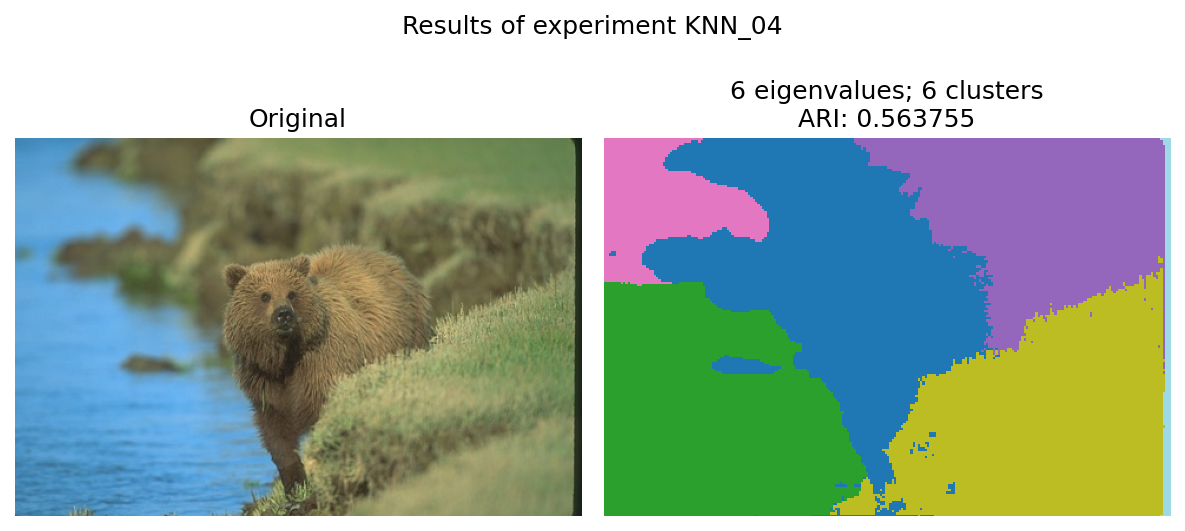 Results of experiment KNN_04
Original
6 eigenvalues; 6 clusters
ARI: 0.563755